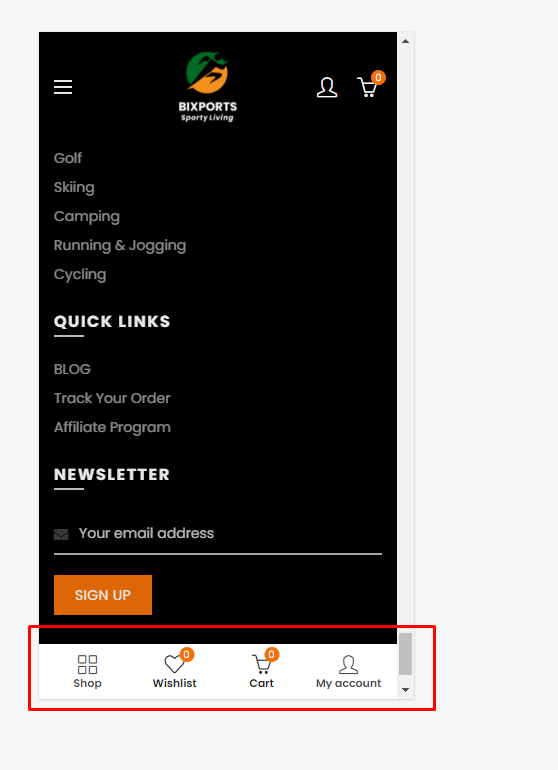 0
BIXPORTS
Sporty Living
Golf
Skiing
Camping
Running & Jogging
Cycling
QUICK LINKS
BLOG
Track Your Order
Affiliate Program
NEWSLETTER
Your email address
SIGN UP
0 0
Shop Wishlist Cart My account